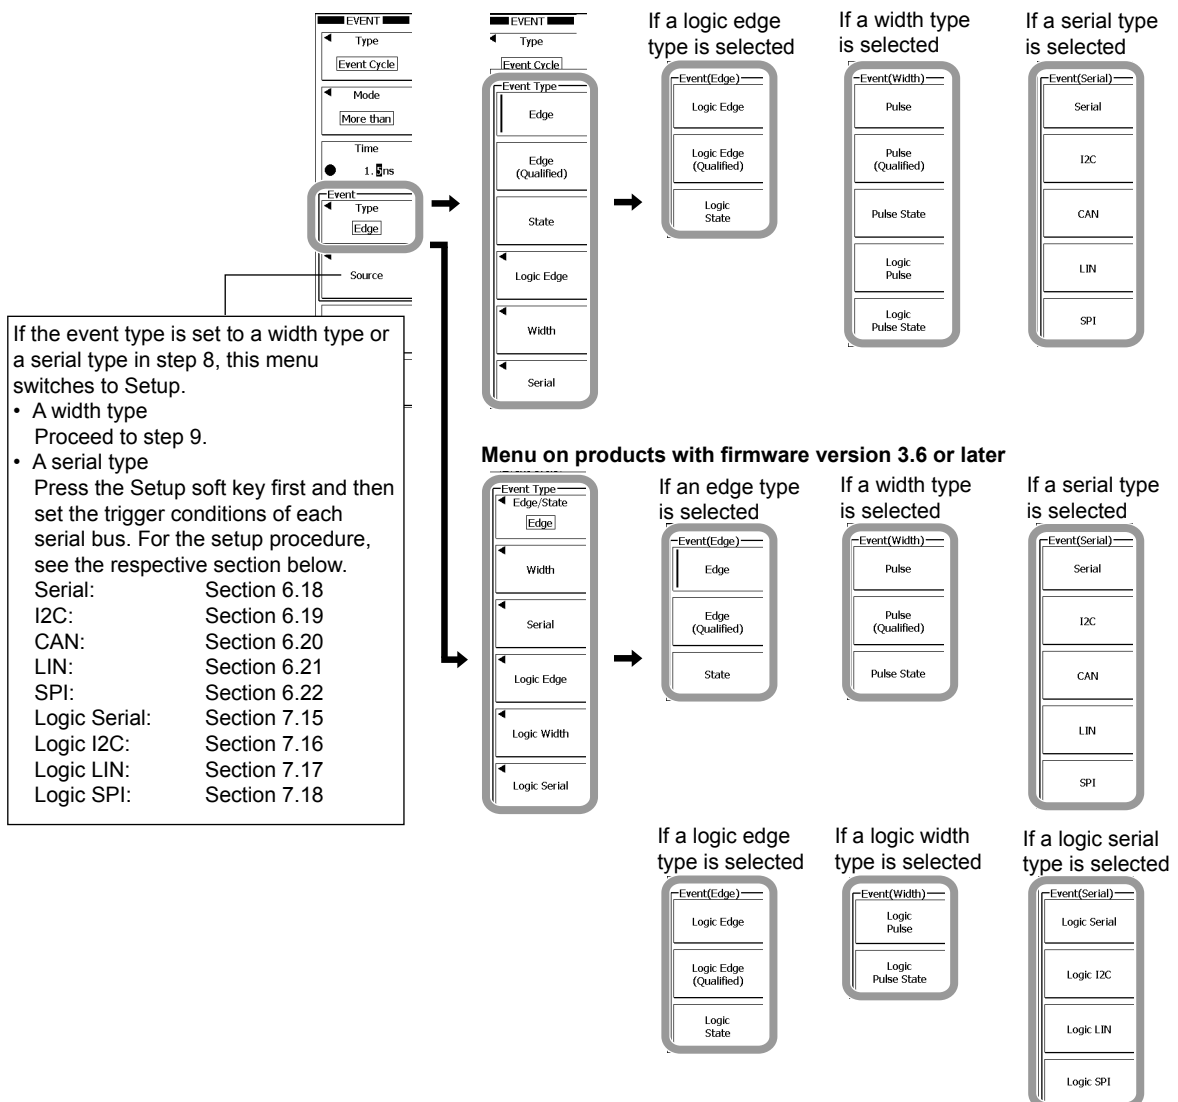 EVENT
Type
Event Cycle
Mode
More than
Time
1.5ns
Event
Type
Edge
Source
EVENT
Type
Event Cycle
Event Type
Edge
Edge
(Qualified)
State
Logic Edge
Width
Serial
If a logic edge
type is selected
Event(Edge)
Logic Edge
Logic Edge
(Qualified)
Logic
State
If a width type
is selected
Event(Width)
Pulse
Pulse
(Qualified)
Pulse State
Logic
Pulse
Logic
Pulse State
If a serial type
is selected
Event(Serial)
Serial
I2C
CAN
LIN
SPI
If the event type is set to a width type or
a serial type in step 8, this menu
switches to Setup.
• A width type
Proceed to step 9.
• A serial type
Press the Setup soft key first and then
set the trigger conditions of each
serial bus. For the setup procedure,
see the respective section below.
Serial: Section 6.18
I2C: Section 6.19
CAN: Section 6.20
LIN: Section 6.21
SPI: Section 6.22
Logic Serial: Section 7.15
Logic I2C: Section 7.16
Logic LIN: Section 7.17
Logic SPI: Section 7.18
Menu on products with firmware version 3.6 or later
Event Type
Edge/State
Edge
Width
Serial
Logic Edge
Logic Width
Logic Serial
If an edge type
is selected
Event(Edge)
Edge
Edge
(Qualified)
State
If a width type
is selected
Event(Width)
Pulse
Pulse
(Qualified)
Pulse State
If a serial type
is selected
Event(Serial)
Serial
I2C
CAN
LIN
SPI
If a logic edge
type is selected
Event(Edge)
Logic Edge
Logic Edge
(Qualified)
Logic
State
If a logic width
type is selected
Event(Width)
Logic
Pulse
Logic
Pulse State
If a logic serial
type is selected
Event(Serial)
Logic Serial
Logic I2C
Logic LIN
Logic SPI